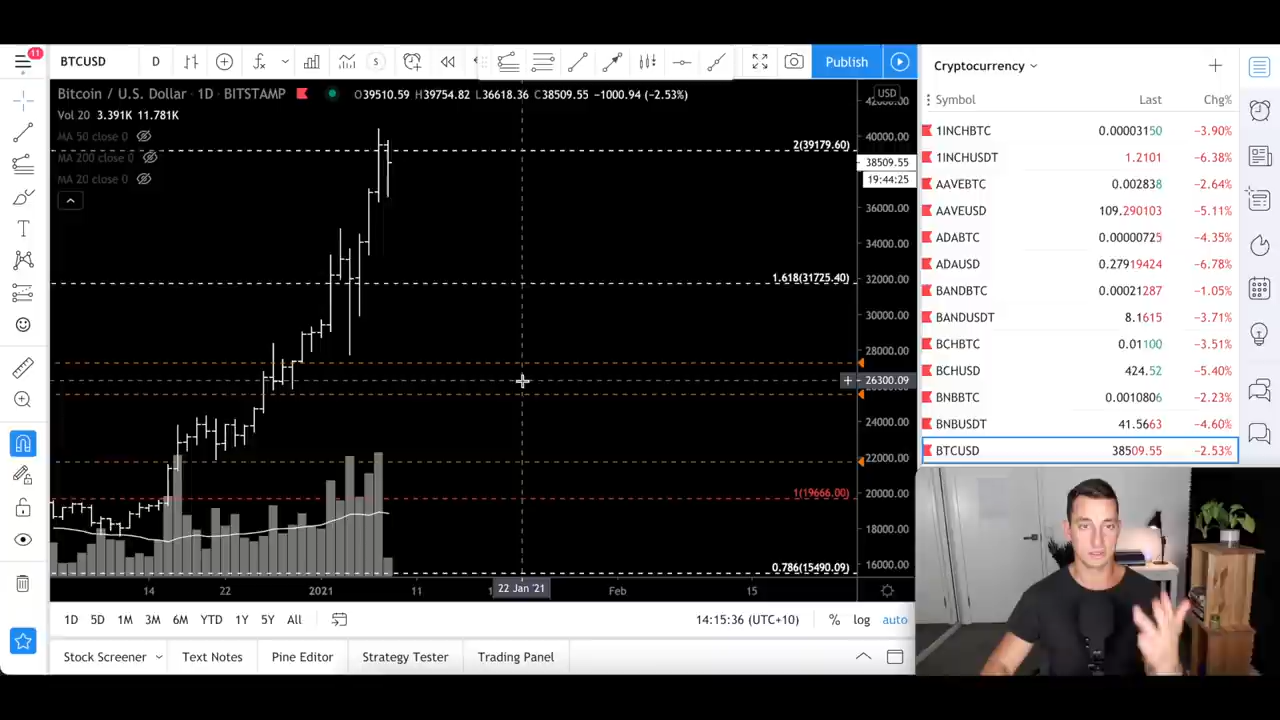 11
BTCUSD D S Publish
Bitcoin / U.S. Dollar · 1D · BITSTAMP O39510.59 H39754.82 L36618.36 C38509.55 −1000.94 (−2.53%)
Vol 20 3.391K 11.781K
MA 50 close 0
MA 200 close 0
MA 20 close 0
USD
42000.00
40000.00
2(39179.60)
38509.55
19:44:25
36000.00
34000.00
1.618(31725.40)
32000.00
30000.00
28000.00
26300.09
24000.00
22000.00
1(19666.00)
20000.00
18000.00
0.786(15490.09)
16000.00
14 22 2021 11 22 Jan '21 Feb 15
1D 5D 1M 3M 6M YTD 1Y 5Y All 14:15:36 (UTC+10) % log auto
Stock Screener Text Notes Pine Editor Strategy Tester Trading Panel
Cryptocurrency
Symbol Last Chg%
1INCHBTC 0.00003150 −3.90%
1INCHUSDT 1.2101 −6.38%
AAVEBTC 0.002838 −2.64%
AAVEUSD 109.290103 −5.11%
ADABTC 0.00000725 −4.35%
ADAUSD 0.27919424 −6.78%
BANDBTC 0.00021287 −1.05%
BANDUSDT 8.1615 −3.71%
BCHBTC 0.01100 −3.51%
BCHUSD 424.52 −5.40%
BNBBTC 0.0010806 −2.23%
BNBUSDT 41.5663 −4.60%
BTCUSD 38509.55 −2.53%